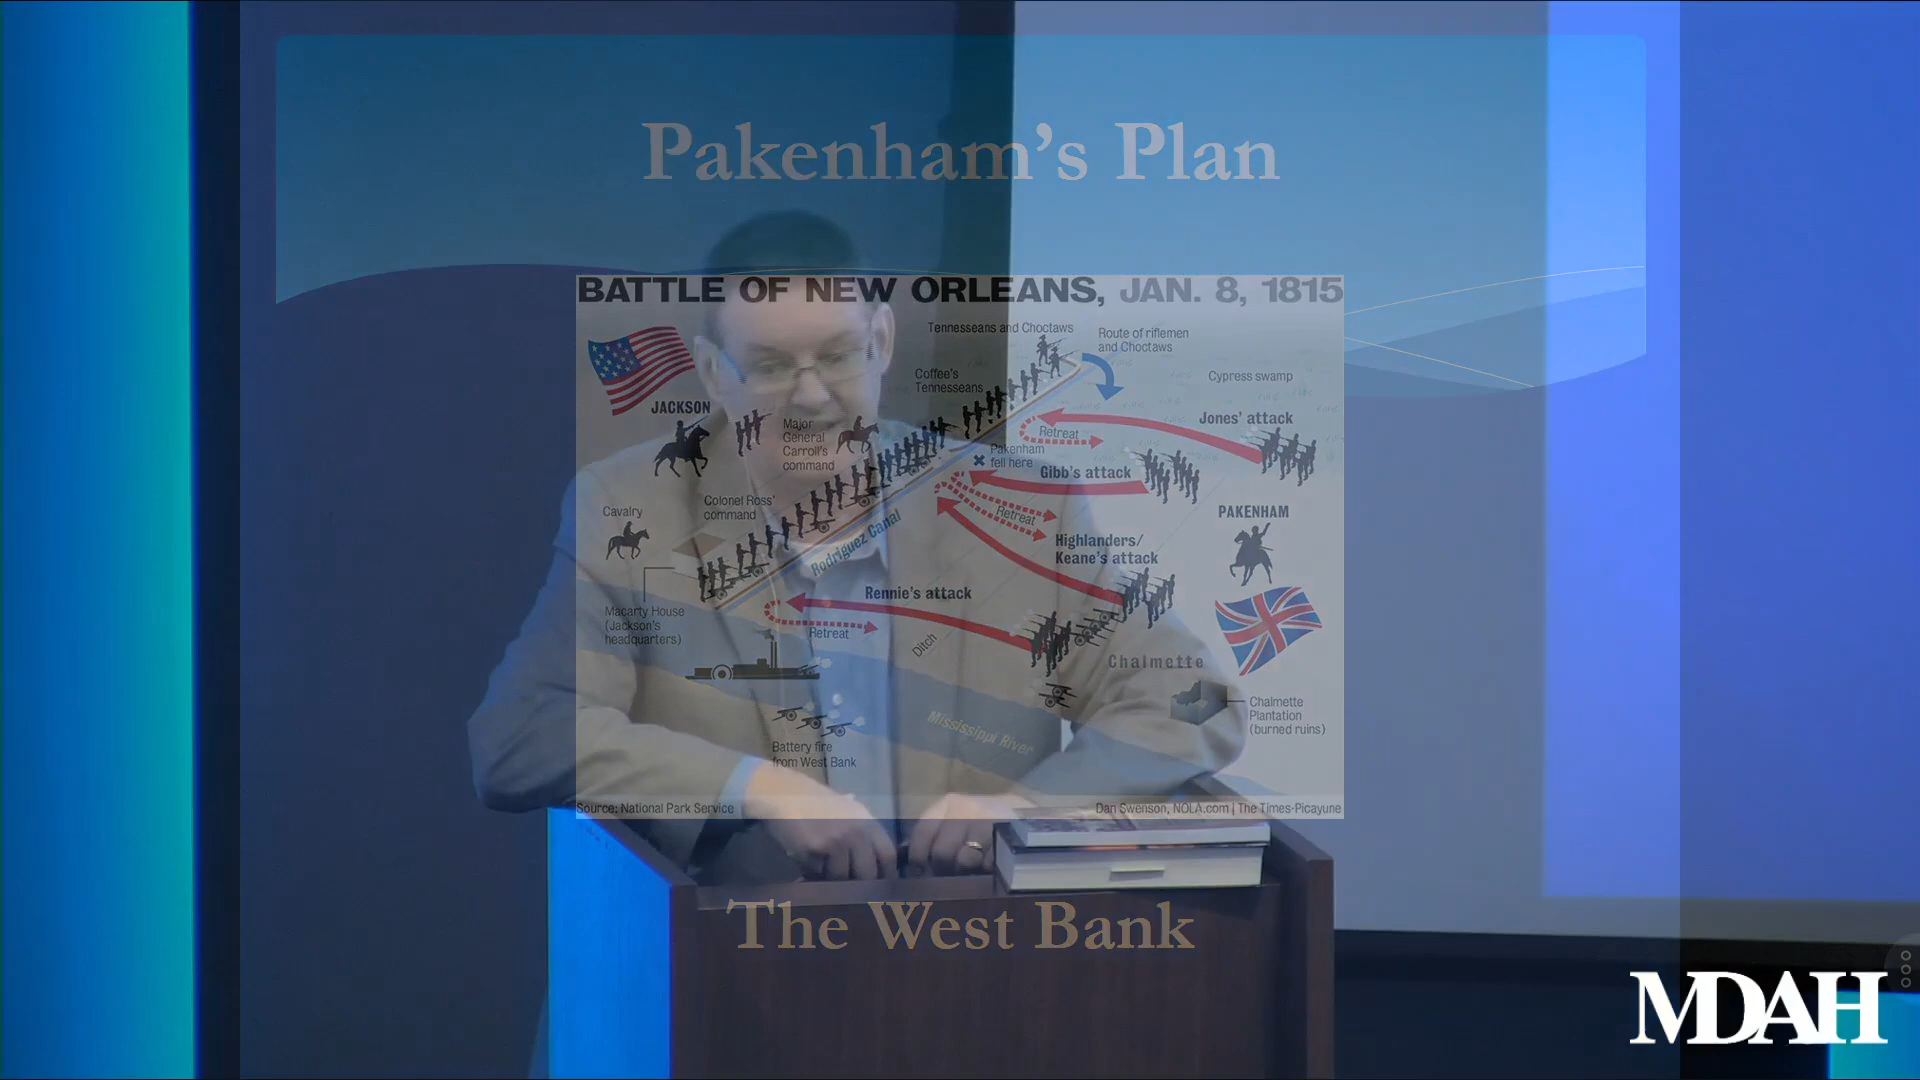 Pakenham's Plan
BATTLE OF NEW ORLEANS, JAN. 8, 1815
Tennesseans and Choctaws
Route of riflemen
and Choctaws
Cypress swamp
Coffee's
Tennesseans
JACKSON
Jones' attack
Major
General
Carroll's
command
Retreat
Pakenham
fell here
Gibb's attack
Colonel Ross'
command
Cavalry
PAKENHAM
Retreat
Rodriguez Canal
Highlanders/
Keane's attack
Rennie's attack
Macarty House
(Jackson's
headquarters)
Retreat
Ditch
Chalmette
Chalmette
Plantation
(burned ruins)
Mississippi River
Battery fire
from West Bank
Source: National Park Service
Dan Swenson, NOLA.com | The Times-Picayune
The West Bank
MDAH